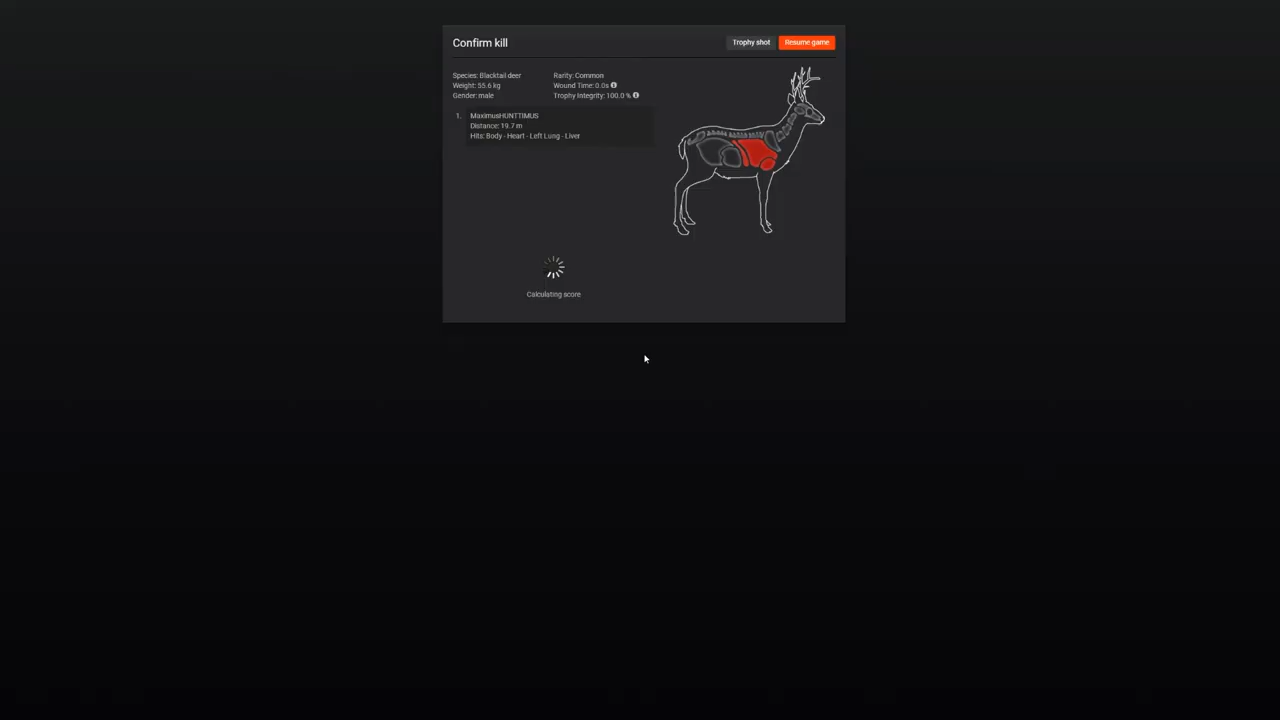 Confirm kill
Trophy shot
Resume game
Species: Blacktail deer
Rarity: Common
Weight: 55.6 kg
Wound Time: 0.0s
Gender: male
Trophy Integrity: 100.0 %
1. MaximusHUNTTIMUS
Distance: 19.7 m
Hits: Body - Heart - Left Lung - Liver
Calculating score